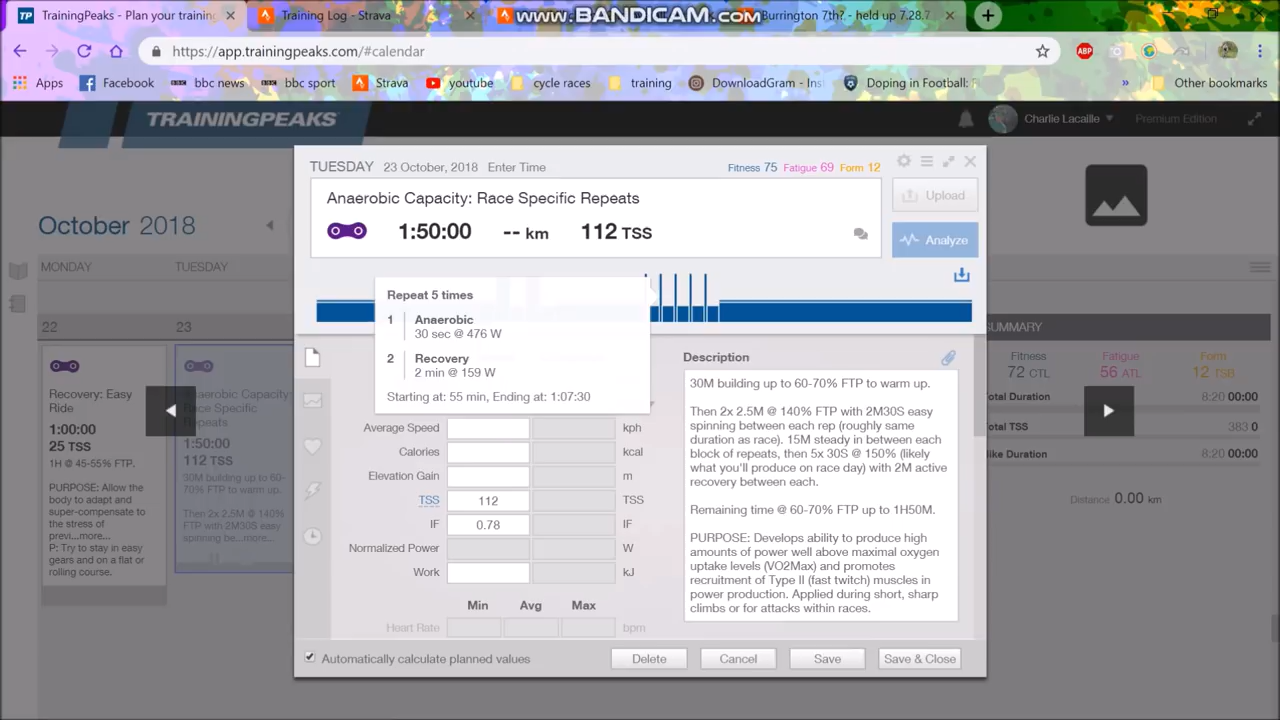 TrainingPeaks - Plan your training
Training Log - Strava
www.BANDICAM.com
Burrington 7th? - held up 7.28.7
https://app.trainingpeaks.com/#calendar
ABP
Apps
Facebook
bbc news
bbc sport
Strava
youtube
cycle races
training
DownloadGram - Inst
Doping in Football:
»
Other bookmarks
TRAININGPEAKS
Charlie Lacaille
Premium Edition
October 2018
MONDAY
TUESDAY
22
23
Recovery: Easy
Ride
1:00:00
25 TSS
1H @ 45-55% FTP.
PURPOSE: Allow the
body to adapt and
super-compensate to
the stress of
previ...more...
P: Try to stay in easy
gears and on a flat or
rolling course.
Anaerobic Capacity:
Race Specific
Repeats
1:50:00
112 TSS
30M building up to 60-
70% FTP to warm up.
Then 2x 2.5M @ 140%
FTP with 2M30S easy
spinning be...more...
TUESDAY 23 October, 2018 Enter Time
Fitness 75 Fatigue 69 Form 12
Anaerobic Capacity: Race Specific Repeats
1:50:00 -- km 112 TSS
Upload
Analyze
Repeat 5 times
1 Anaerobic
30 sec @ 476 W
2 Recovery
2 min @ 159 W
Starting at: 55 min, Ending at: 1:07:30
Average Speed kph
Calories kcal
Elevation Gain m
TSS 112 TSS
IF 0.78 IF
Normalized Power W
Work kJ
Min Avg Max
Heart Rate bpm
Description
30M building up to 60-70% FTP to warm up.
Then 2x 2.5M @ 140% FTP with 2M30S easy
spinning between each rep (roughly same
duration as race). 15M steady in between each
block of repeats, then 5x 30S @ 150% (likely
what you'll produce on race day) with 2M active
recovery between each.
Remaining time @ 60-70% FTP up to 1H50M.
PURPOSE: Develops ability to produce high
amounts of power well above maximal oxygen
uptake levels (VO2Max) and promotes
recruitment of Type II (fast twitch) muscles in
power production. Applied during short, sharp
climbs or for attacks within races.
Automatically calculate planned values
Delete
Cancel
Save
Save & Close
SUMMARY
Fitness Fatigue Form
72 CTL 56 ATL 12 TSB
Total Duration 8:20 00:00
Total TSS 383 0
Bike Duration 8:20 00:00
Distance 0.00 km